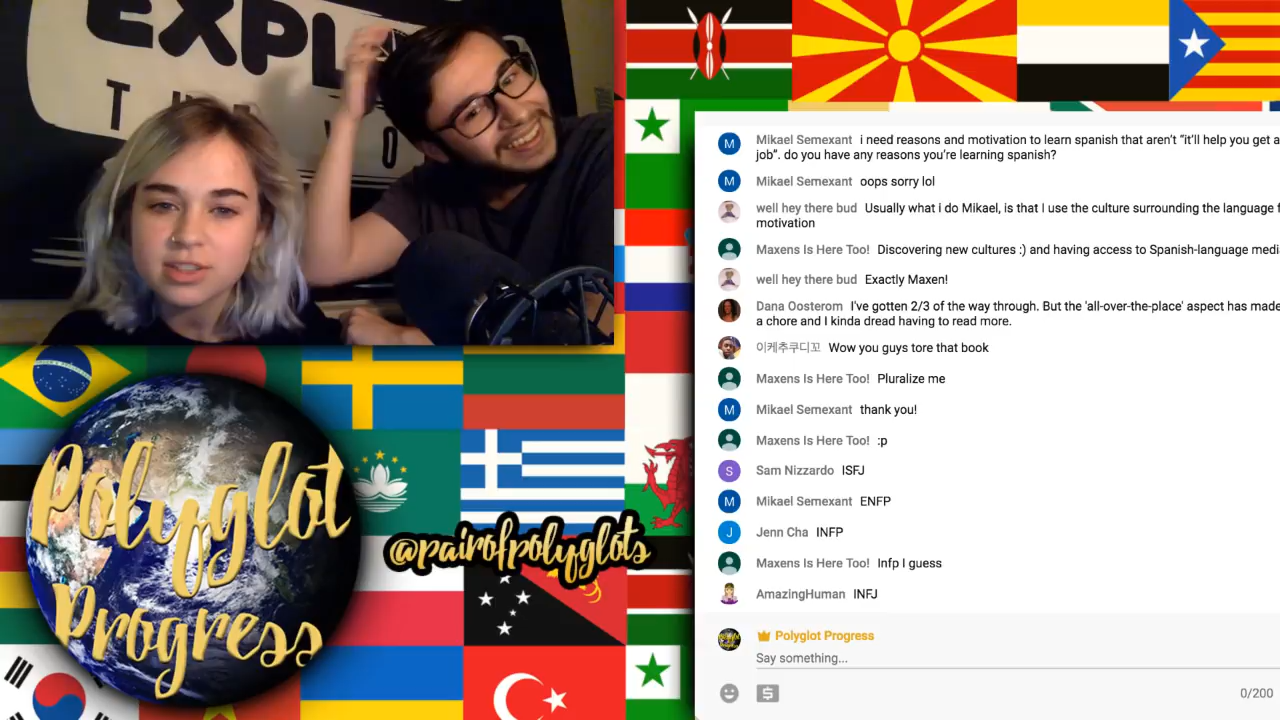 EXPL
T
O
Mikael Semexant i need reasons and motivation to learn spanish that aren't “it'll help you get a
job”. do you have any reasons you're learning spanish?
Mikael Semexant oops sorry lol
well hey there bud Usually what i do Mikael, is that I use the culture surrounding the language f
motivation
Maxens Is Here Too! Discovering new cultures :) and having access to Spanish-language medi
well hey there bud Exactly Maxen!
Dana Oosterom I've gotten 2/3 of the way through. But the 'all-over-the-place' aspect has made
a chore and I kinda dread having to read more.
이케추쿠디꼬 Wow you guys tore that book
Maxens Is Here Too! Pluralize me
M Mikael Semexant thank you!
Maxens Is Here Too! :p
S Sam Nizzardo ISFJ
M Mikael Semexant ENFP
J Jenn Cha INFP
Maxens Is Here Too! Infp I guess
AmazingHuman INFJ
Polyglot Progress
Say something...
0/200
Polyglot
Progress
@pairofpolyglots